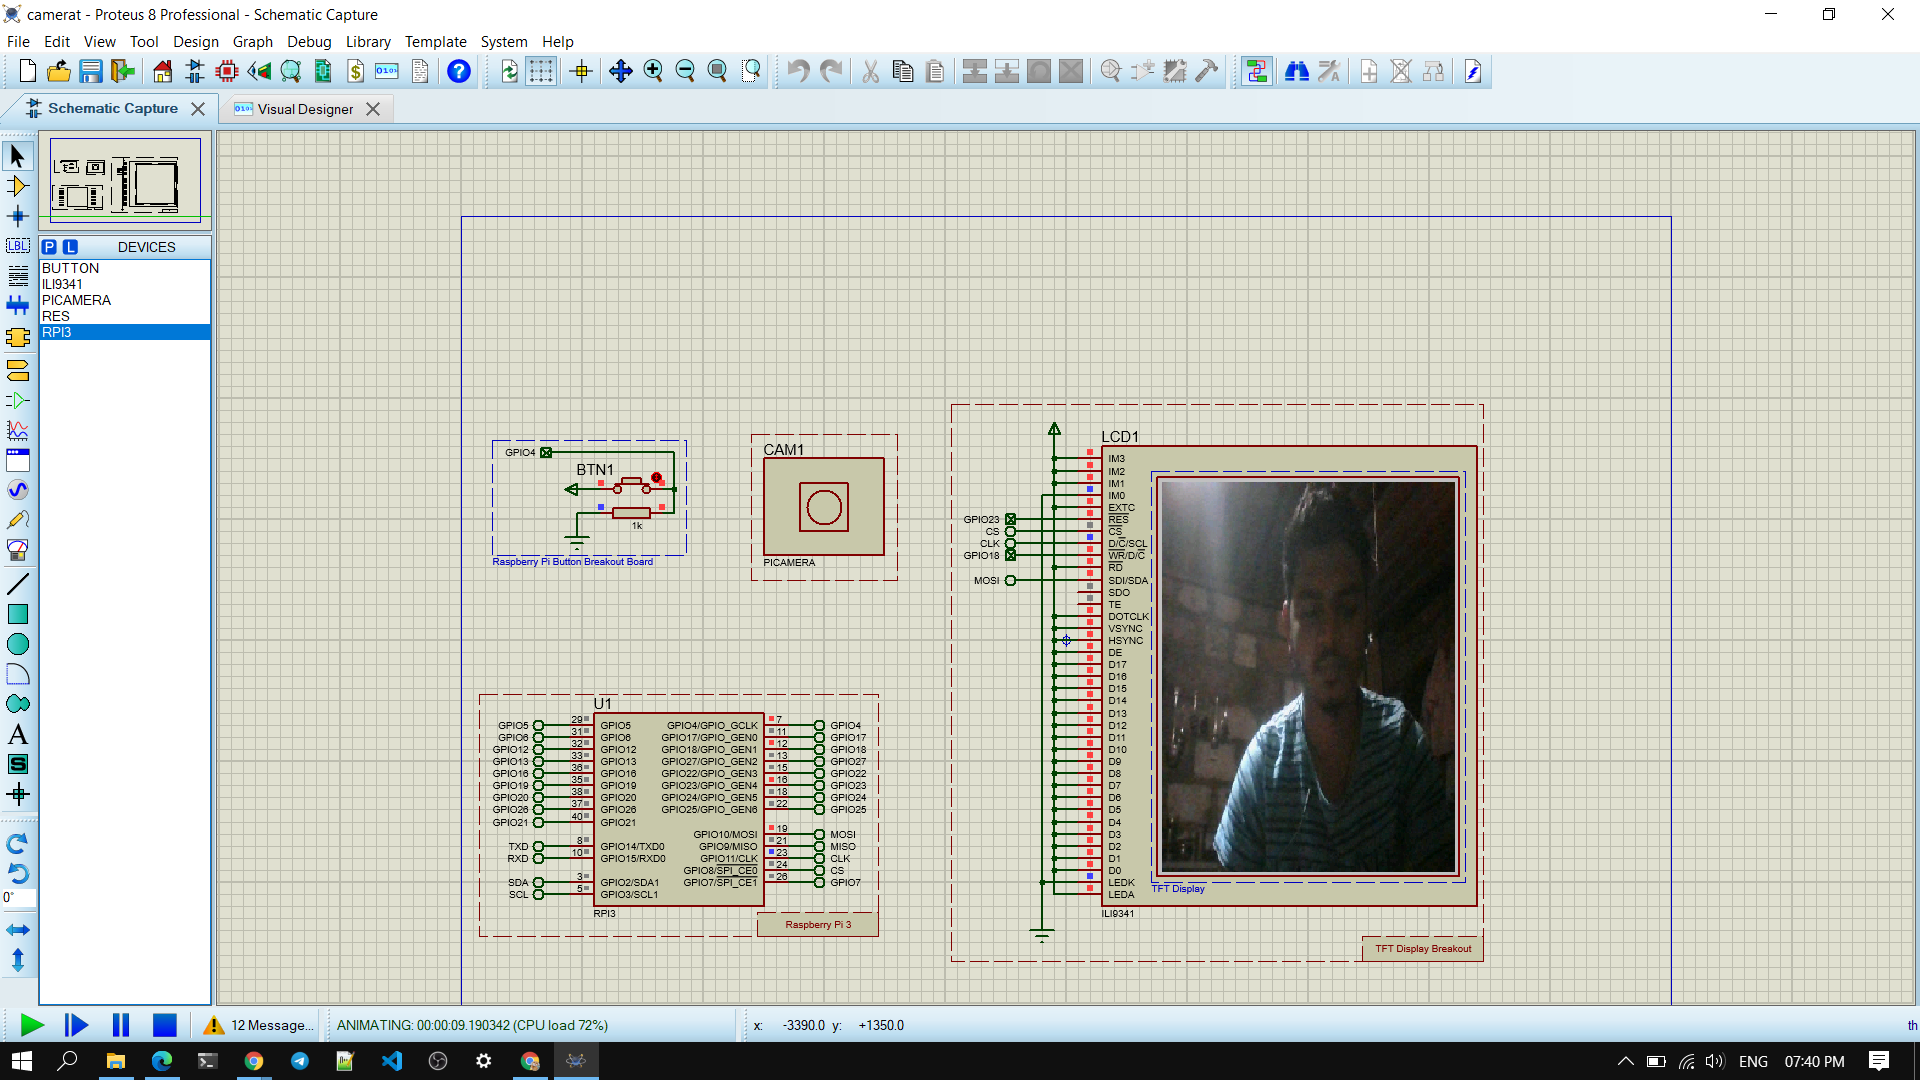 camerat - Proteus 8 Professional - Schematic Capture
File Edit View Tool Design Graph Debug Library Template System Help
Schematic Capture
Visual Designer
P L DEVICES
BUTTON
ILI9341
PICAMERA
RES
RPI3
LBL
A
S
0°
GPIO4
BTN1
1k
Raspberry Pi Button Breakout Board
CAM1
PICAMERA
U1
GPIO5 29 GPIO5 GPIO4/GPIO_GCLK 7 GPIO4
GPIO6 31 GPIO6 GPIO17/GPIO_GEN0 11 GPIO17
GPIO12 32 GPIO12 GPIO18/GPIO_GEN1 12 GPIO18
GPIO13 33 GPIO13 GPIO27/GPIO_GEN2 13 GPIO27
GPIO16 36 GPIO16 GPIO22/GPIO_GEN3 15 GPIO22
GPIO19 35 GPIO19 GPIO23/GPIO_GEN4 16 GPIO23
GPIO20 38 GPIO20 GPIO24/GPIO_GEN5 18 GPIO24
GPIO26 37 GPIO26 GPIO25/GPIO_GEN6 22 GPIO25
GPIO21 40 GPIO21
GPIO10/MOSI 19 MOSI
TXD 8 GPIO14/TXD0 GPIO9/MISO 21 MISO
RXD 10 GPIO15/RXD0 GPIO11/CLK 23 CLK
GPIO8/SPI_CE0 24 CS
SDA 3 GPIO2/SDA1 GPIO7/SPI_CE1 26 GPIO7
SCL 5 GPIO3/SCL1
RPI3
Raspberry Pi 3
LCD1
IM3
IM2
IM1
IM0
EXTC
GPIO23 RES
CS CS
CLK D/C/SCL
GPIO18 WR/D/C
RD
MOSI SDI/SDA
SDO
TE
DOTCLK
VSYNC
HSYNC
DE
D17
D16
D15
D14
D13
D12
D11
D10
D9
D8
D7
D6
D5
D4
D3
D2
D1
D0
LEDK
LEDA
TFT Display
ILI9341
TFT Display Breakout
12 Message...
ANIMATING: 00:00:09.190342 (CPU load 72%)
x: -3390.0 y: +1350.0
th
ENG 07:40 PM